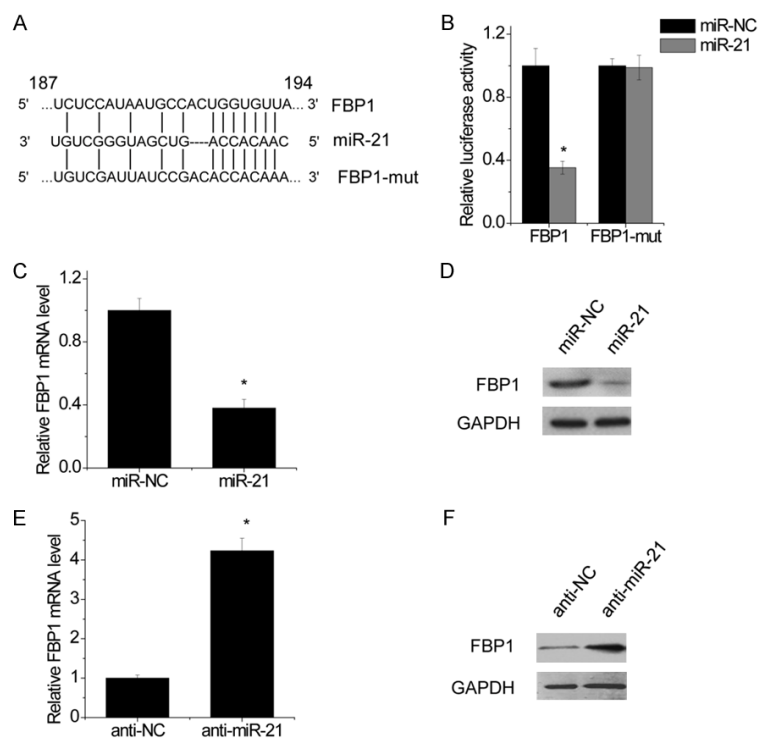 A
187 194
5' ...UCUCCAUAAUGCCACUGGUGUUA... 3' FBP1
3' UGUCGGGUAGCUG----ACCACAAC 5' miR-21
5' ...UGUCGAUUAUCCGACACCACAAA... 3' FBP1-mut
B
miR-NC
miR-21
Relative luciferase activity
1.2
0.8
0.4
0.0
*
FBP1 FBP1-mut
C
Relative FBP1 mRNA level
1.2
0.8
0.4
0.0
*
miR-NC miR-21
D
miR-NC miR-21
FBP1
GAPDH
E
Relative FBP1 mRNA level
5
4
3
2
1
0
*
anti-NC anti-miR-21
F
anti-NC anti-miR-21
FBP1
GAPDH